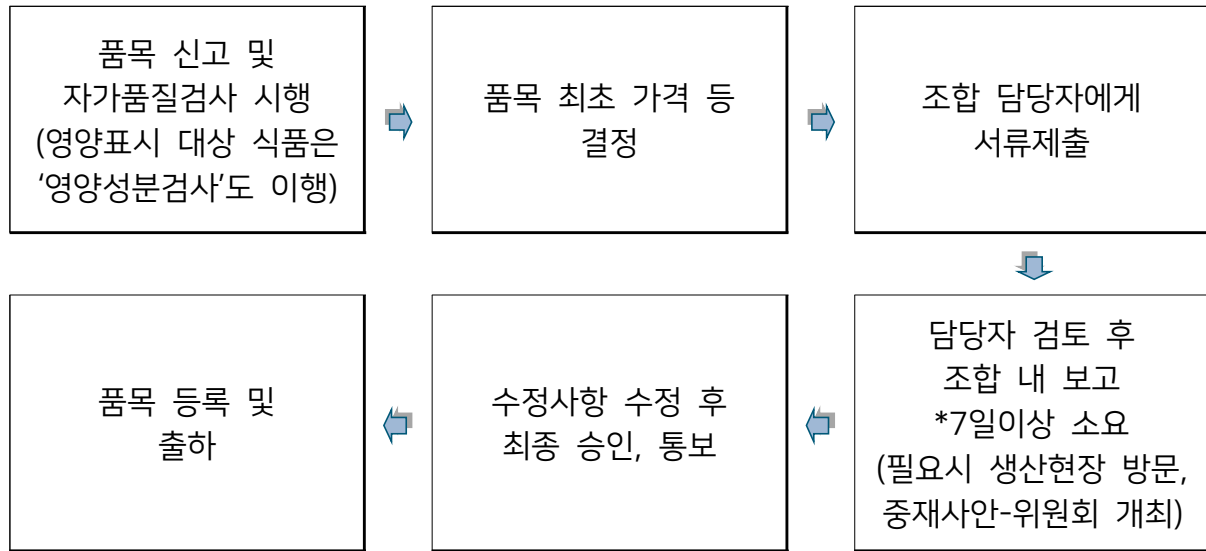 품목 신고 및
자가품질검사 시행
(영양표시 대상 식품은
‘영양성분검사’도 이행)
품목 최초 가격 등
결정
조합 담당자에게
서류제출
담당자 검토 후
조합 내 보고
*7일이상 소요
(필요시 생산현장 방문,
중재사안-위원회 개최)
수정사항 수정 후
최종 승인, 통보
품목 등록 및
출하